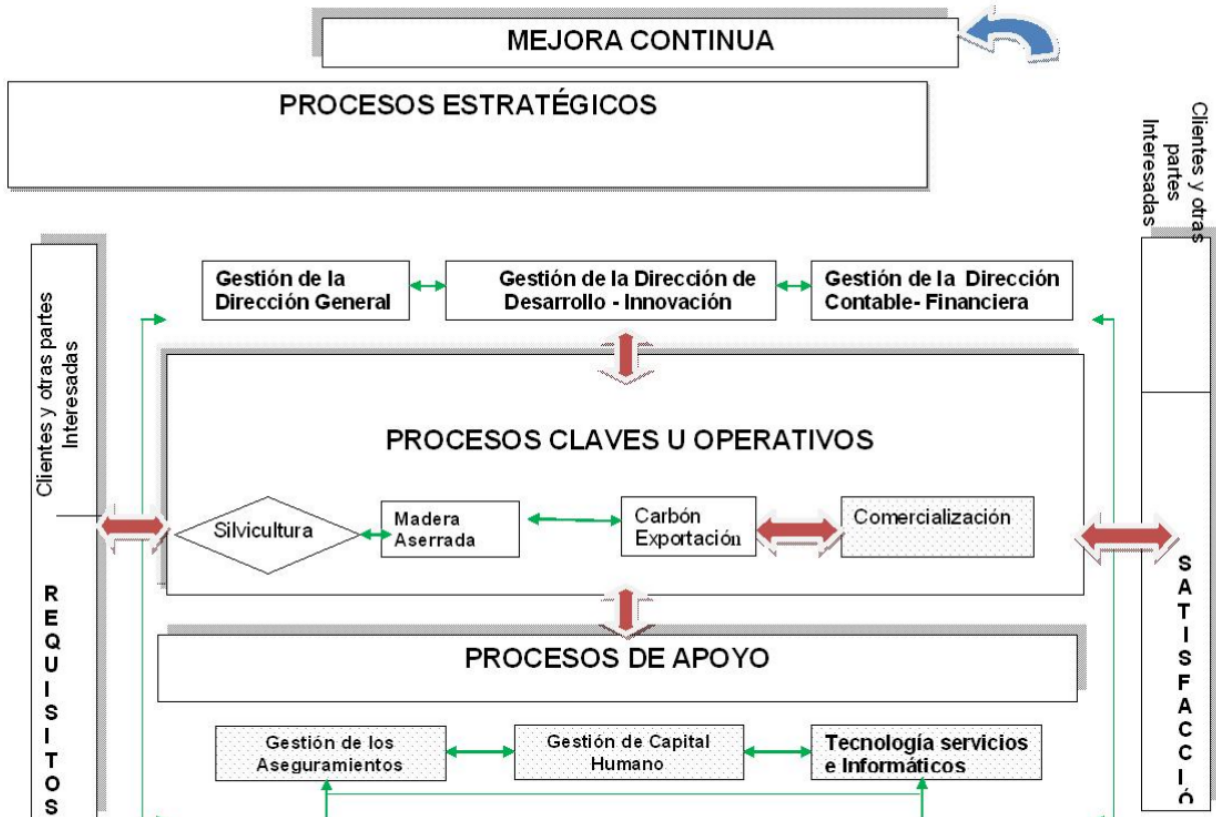 MEJORA CONTINUA
PROCESOS ESTRATÉGICOS
Clientes y otras
partes
Interesadas
Clientes y otras partes
Interesadas
Gestión de la
Dirección General
Gestión de la Dirección de
Desarrollo - Innovación
Gestión de la Dirección
Contable- Financiera
PROCESOS CLAVES U OPERATIVOS
Silvicultura
Madera
Aserrada
Carbón
Exportación
Comercialización
REQUISITOS
SATISFACCIÓ
PROCESOS DE APOYO
Gestión de los
Aseguramientos
Gestión de Capital
Humano
Tecnología servicios
e Informáticos